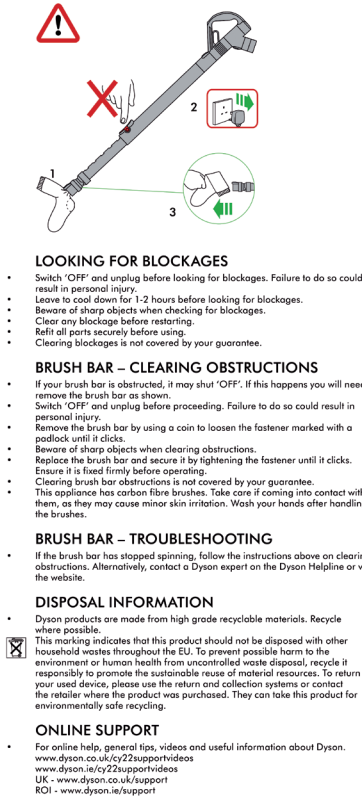 2
1
3
LOOKING FOR BLOCKAGES
• Switch ‘OFF’ and unplug before looking for blockages. Failure to do so could
result in personal injury.
• Leave to cool down for 1-2 hours before looking for blockages.
• Beware of sharp objects when checking for blockages.
• Clear any blockage before restarting.
• Refit all parts securely before using.
• Clearing blockages is not covered by your guarantee.
BRUSH BAR – CLEARING OBSTRUCTIONS
• If your brush bar is obstructed, it may shut ‘OFF’. If this happens you will need
remove the brush bar as shown.
• Switch ‘OFF’ and unplug before proceeding. Failure to do so could result in
personal injury.
• Remove the brush bar by using a coin to loosen the fastener marked with a
padlock until it clicks.
• Beware of sharp objects when clearing obstructions.
• Replace the brush bar and secure it by tightening the fastener until it clicks.
Ensure it is fixed firmly before operating.
• Clearing brush bar obstructions is not covered by your guarantee.
• This appliance has carbon fibre brushes. Take care if coming into contact with
them, as they may cause minor skin irritation. Wash your hands after handlin
the brushes.
BRUSH BAR – TROUBLESHOOTING
• If the brush bar has stopped spinning, follow the instructions above on cleari
obstructions. Alternatively, contact a Dyson expert on the Dyson Helpline or v
the website.
DISPOSAL INFORMATION
• Dyson products are made from high grade recyclable materials. Recycle
where possible.
This marking indicates that this product should not be disposed with other
household wastes throughout the EU. To prevent possible harm to the
environment or human health from uncontrolled waste disposal, recycle it
responsibly to promote the sustainable reuse of material resources. To return
your used device, please use the return and collection systems or contact
the retailer where the product was purchased. They can take this product for
environmentally safe recycling.
ONLINE SUPPORT
• For online help, general tips, videos and useful information about Dyson.
www.dyson.co.uk/cy22supportvideos
www.dyson.ie/cy22supportvideos
UK - www.dyson.co.uk/support
ROI - www.dyson.ie/support